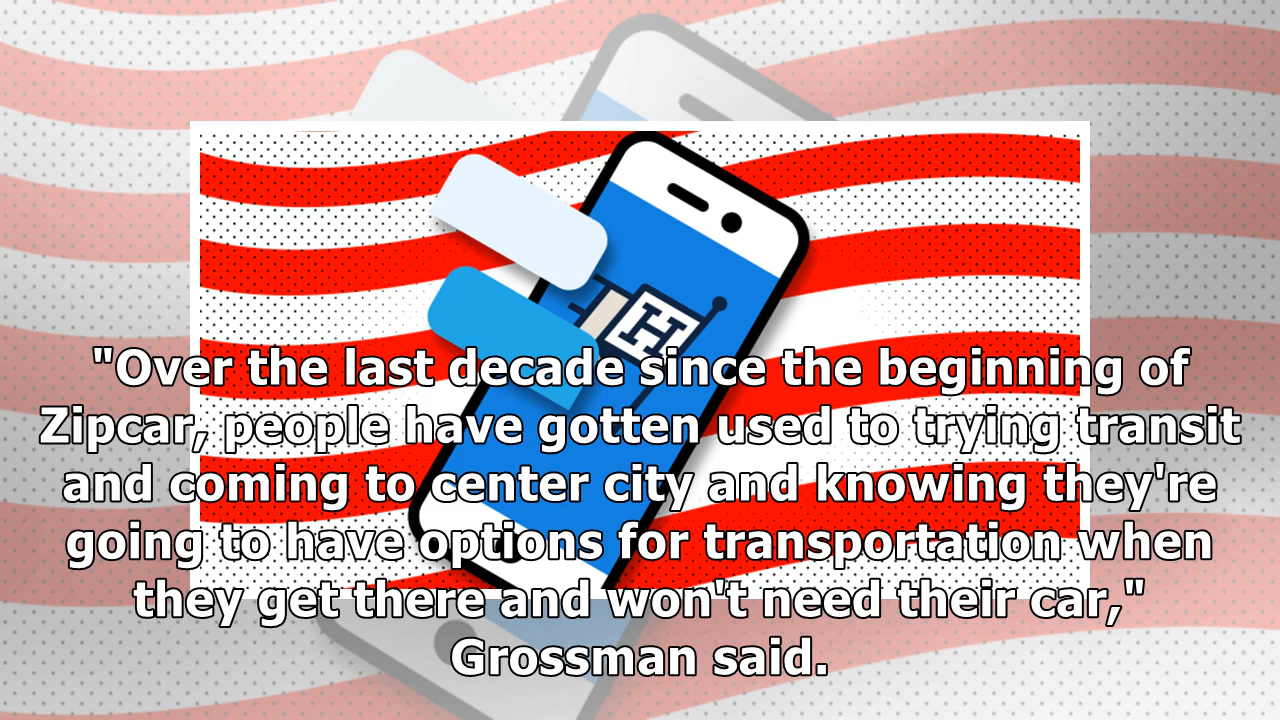 H
"Over the last decade since the beginning of
Zipcar, people have gotten used to trying transit
and coming to center city and knowing they're
going to have options for transportation when
they get there and won't need their car,"
Grossman said.